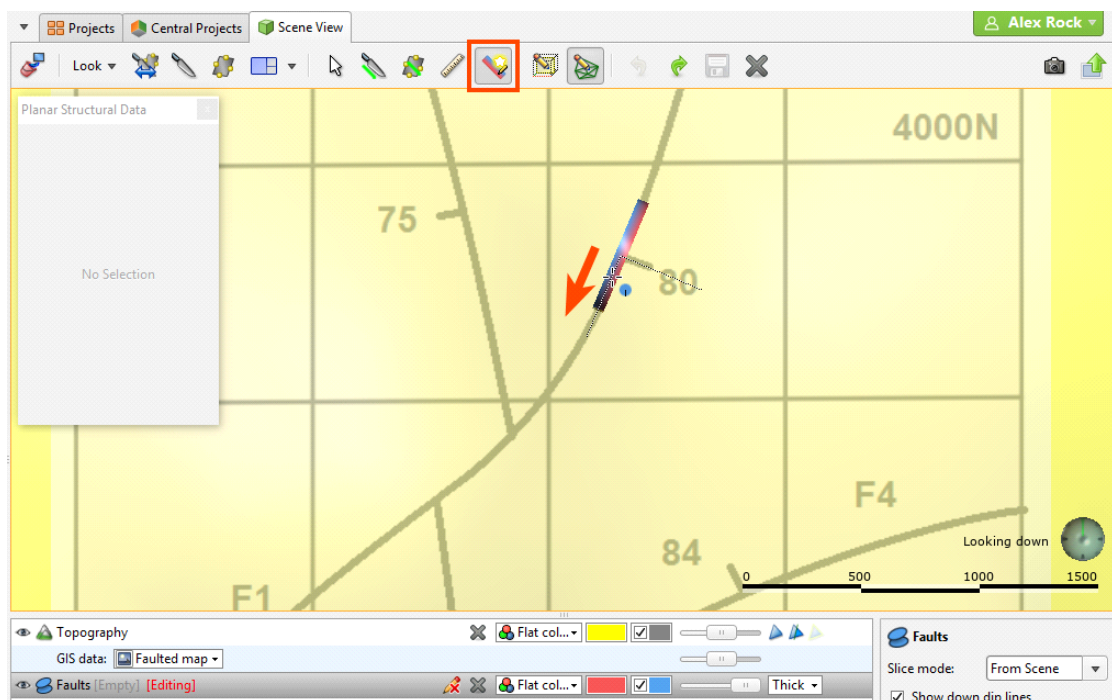 Projects Central Projects Scene View Alex Rock
Look
Planar Structural Data
4000N
75
No Selection
80
F4
Looking down
84
0 500 1000 1500
F1
Topography Flat col... Faults
GIS data: Faulted map Slice mode: From Scene
Faults [Empty] [Editing] Flat col... Thick Show down dip lines